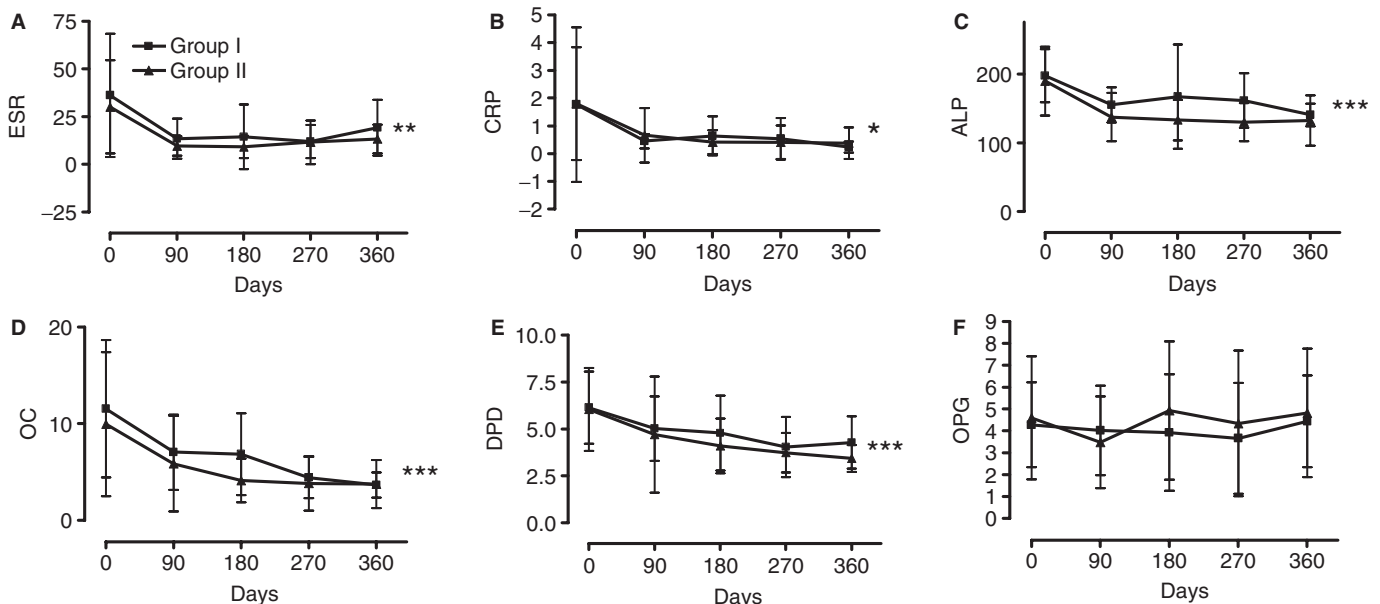 A
ESR
75
50
25
0
−25
Group I
Group II
**
0 90 180 270 360
Days
B
CRP
5
4
3
2
1
0
−1
−2
*
0 90 180 270 360
Days
C
ALP
200
100
0
***
0 90 180 270 360
Days
D
OC
20
10
0
***
0 90 180 270 360
Days
E
DPD
10.0
7.5
5.0
2.5
0.0
***
0 90 180 270 360
Days
F
OPG
9
8
7
6
5
4
3
2
1
0
0 90 180 270 360
Days